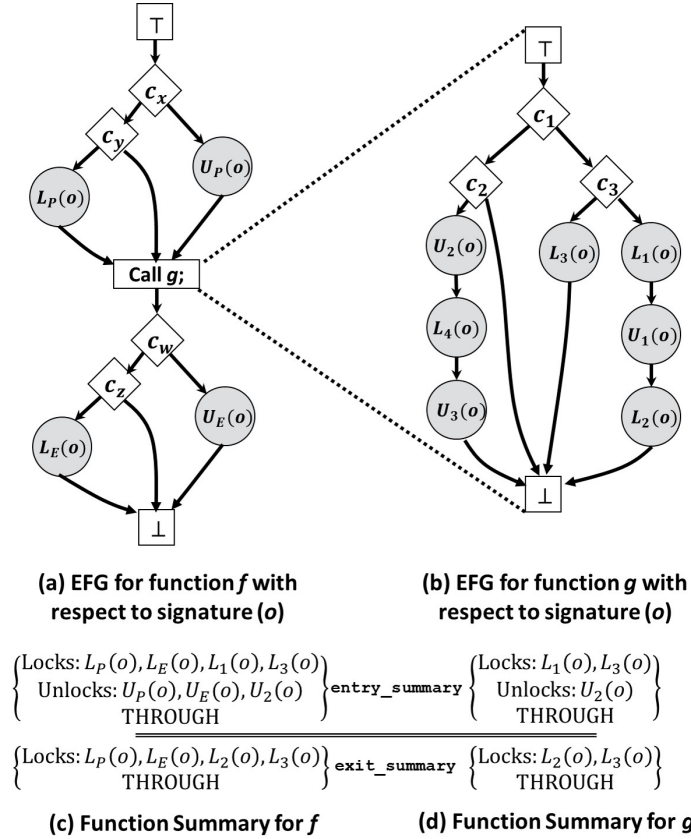 ⊤
c_x
c_y
L_P(o)
U_P(o)
Call g;
c_w
c_z
L_E(o)
U_E(o)
⊥
⊤
c_1
c_2
c_3
U_2(o)
L_3(o)
L_1(o)
L_4(o)
U_1(o)
U_3(o)
L_2(o)
⊥
(a) EFG for function f with
respect to signature (o)
(b) EFG for function g with
respect to signature (o)
Locks: L_P(o), L_E(o), L_1(o), L_3(o)
Unlocks: U_P(o), U_E(o), U_2(o)
THROUGH
entry_summary
Locks: L_1(o), L_3(o)
Unlocks: U_2(o)
THROUGH
Locks: L_P(o), L_E(o), L_2(o), L_3(o)
THROUGH
exit_summary
Locks: L_2(o), L_3(o)
THROUGH
(c) Function Summary for f
(d) Function Summary for g